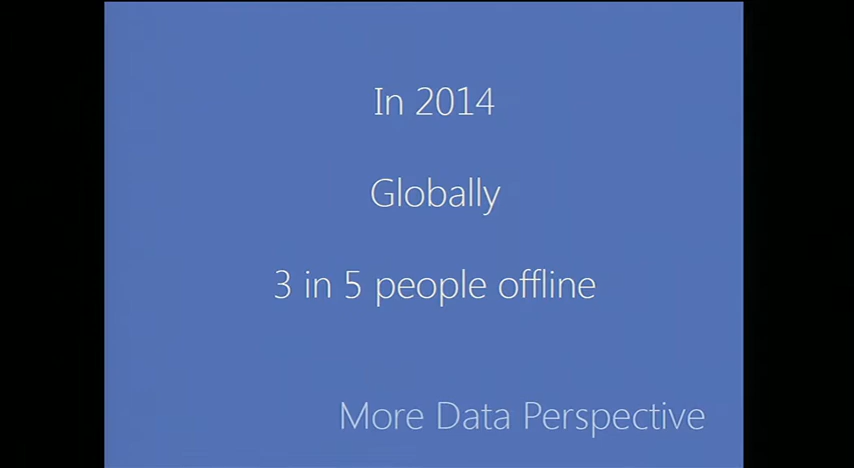 In 2014
Globally
3 in 5 people offline
More Data Perspective